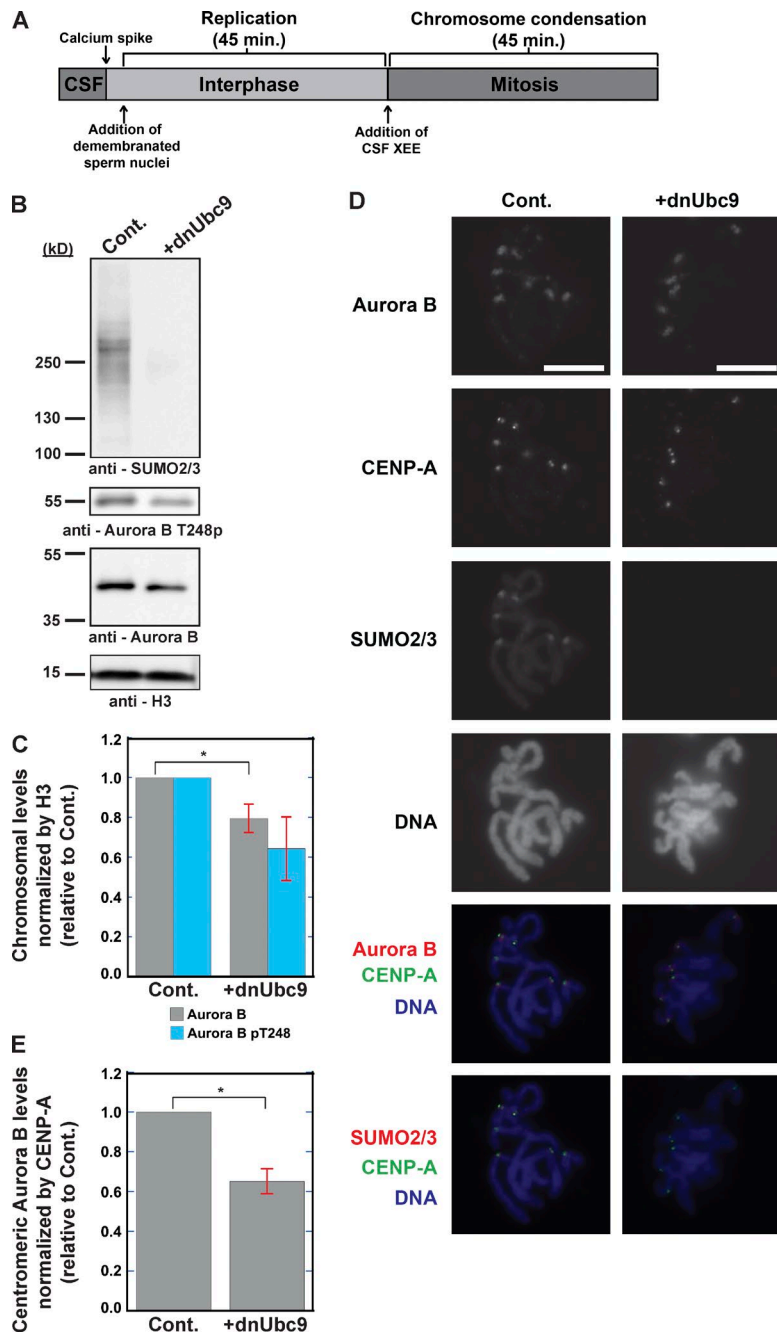 A
Replication
(45 min.)
Chromosome condensation
(45 min.)
Calcium spike
CSF
Interphase
Mitosis
Addition of
demembranated
sperm nuclei
Addition of
CSF XEE
B
(kD)
Cont.
+dnUbc9
250
130
100
anti - SUMO2/3
55
anti - Aurora B T248p
55
35
anti - Aurora B
15
anti - H3
C
Chromosomal levels
normalized by H3
(relative to Cont.)
1.2
1.0
0.8
0.6
0.4
0.2
0.0
*
Cont.
+dnUbc9
Aurora B
Aurora B pT248
E
Centromeric Aurora B levels
normalized by CENP-A
(relative to Cont.)
1.2
1.0
0.8
0.6
0.4
0.2
0.0
*
Cont.
+dnUbc9
D
Cont.
+dnUbc9
Aurora B
CENP-A
SUMO2/3
DNA
Aurora B
CENP-A
DNA
SUMO2/3
CENP-A
DNA